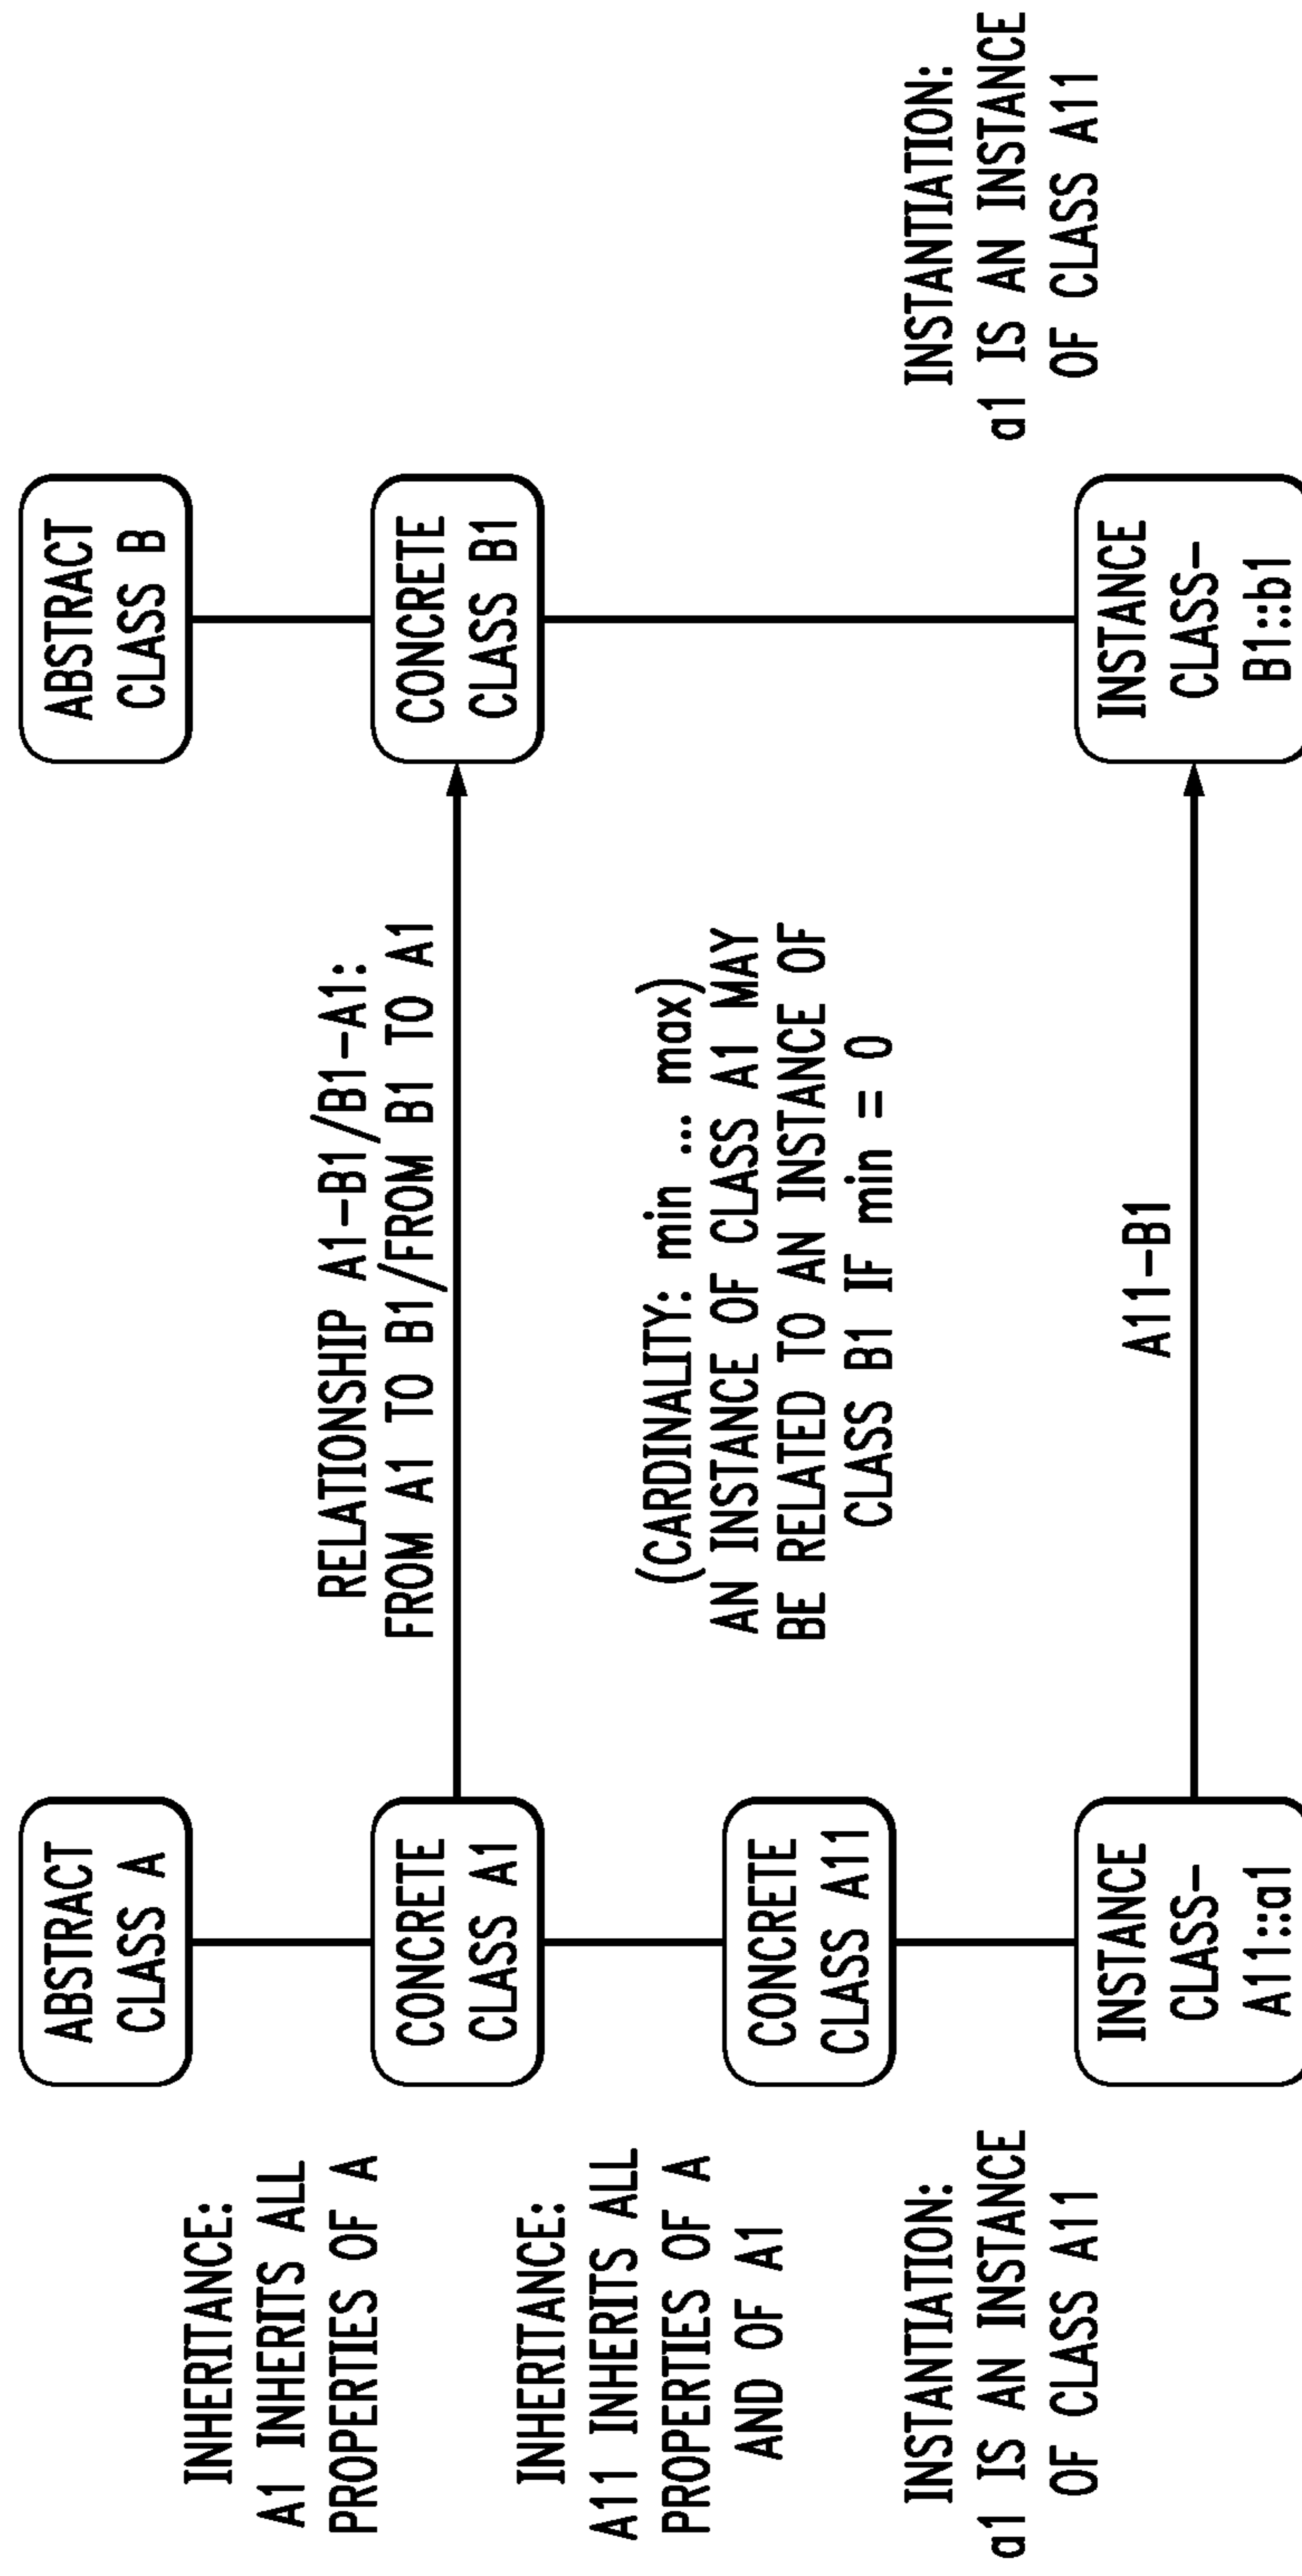 INHERITANCE:
A1 INHERITS ALL
PROPERTIES OF A
INHERITANCE:
A11 INHERITS ALL
PROPERTIES OF A
AND OF A1
INSTANTIATION:
a1 IS AN INSTANCE
OF CLASS A11
ABSTRACT
CLASS A
CONCRETE
CLASS A1
CONCRETE
CLASS A11
INSTANCE
CLASS-
A11::a1
RELATIONSHIP A1-B1/B1-A1:
FROM A1 TO B1/FROM B1 TO A1
(CARDINALITY: min ... max)
AN INSTANCE OF CLASS A1 MAY
BE RELATED TO AN INSTANCE OF
CLASS B1 IF min = 0
A11-B1
ABSTRACT
CLASS B
CONCRETE
CLASS B1
INSTANCE
CLASS-
B1::b1
INSTANTIATION:
a1 IS AN INSTANCE
OF CLASS A11